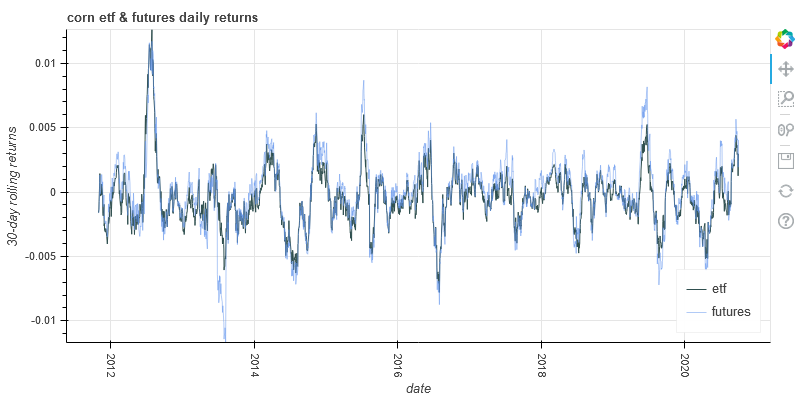 corn etf & futures daily returns
0.01
0.005
0
-0.005
-0.01
30-day rolling returns
2012
2014
2016
2018
2020
date
etf
futures